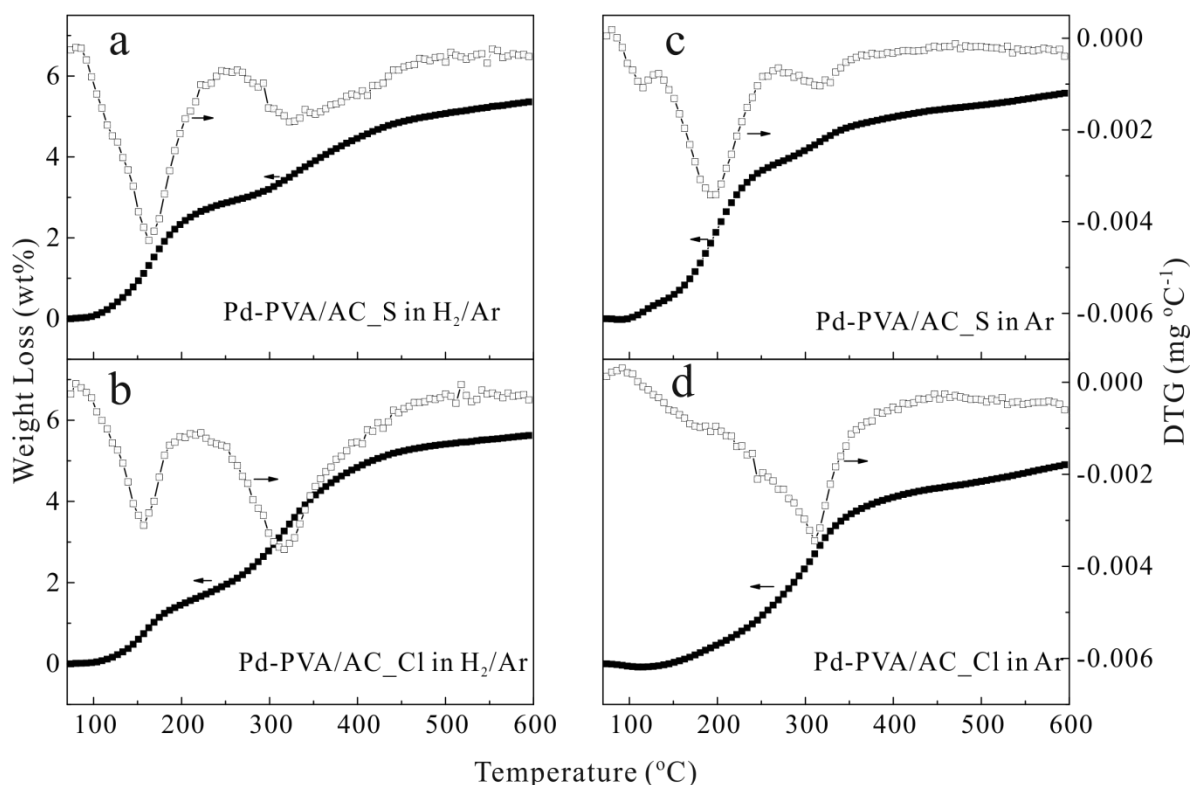 a
6
4
2
0
Pd-PVA/AC_S in H₂/Ar
c
0.000
-0.002
-0.004
-0.006
Pd-PVA/AC_S in Ar
b
6
4
2
0
Pd-PVA/AC_Cl in H₂/Ar
d
0.000
-0.002
-0.004
-0.006
Pd-PVA/AC_Cl in Ar
100 200 300 400 500 600
100 200 300 400 500 600
Weight Loss (wt%)
DTG (mg ºC⁻¹)
Temperature (ºC)